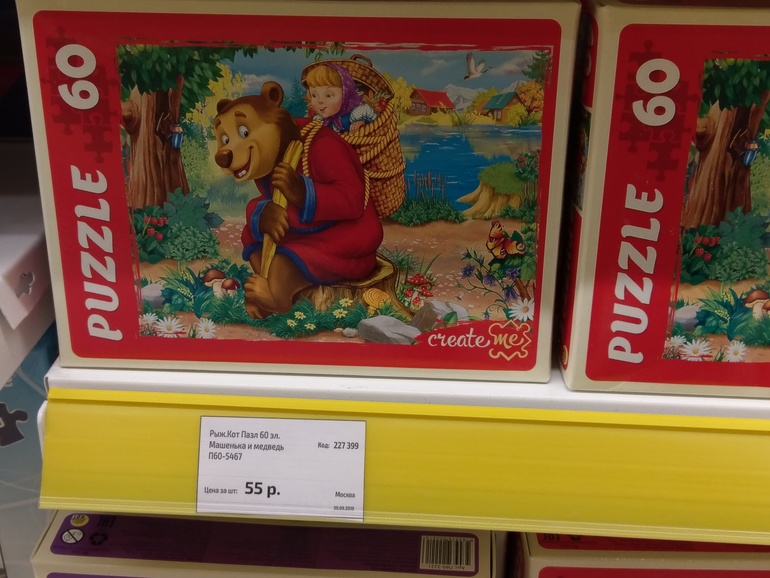 PUZZLE 60
create me
PUZZLE 60
Рыж.Кот Пазл 60 эл.
Машенька и медведь
П60-5467
Код: 227 399
Цена за шт: 55 р.
Москва